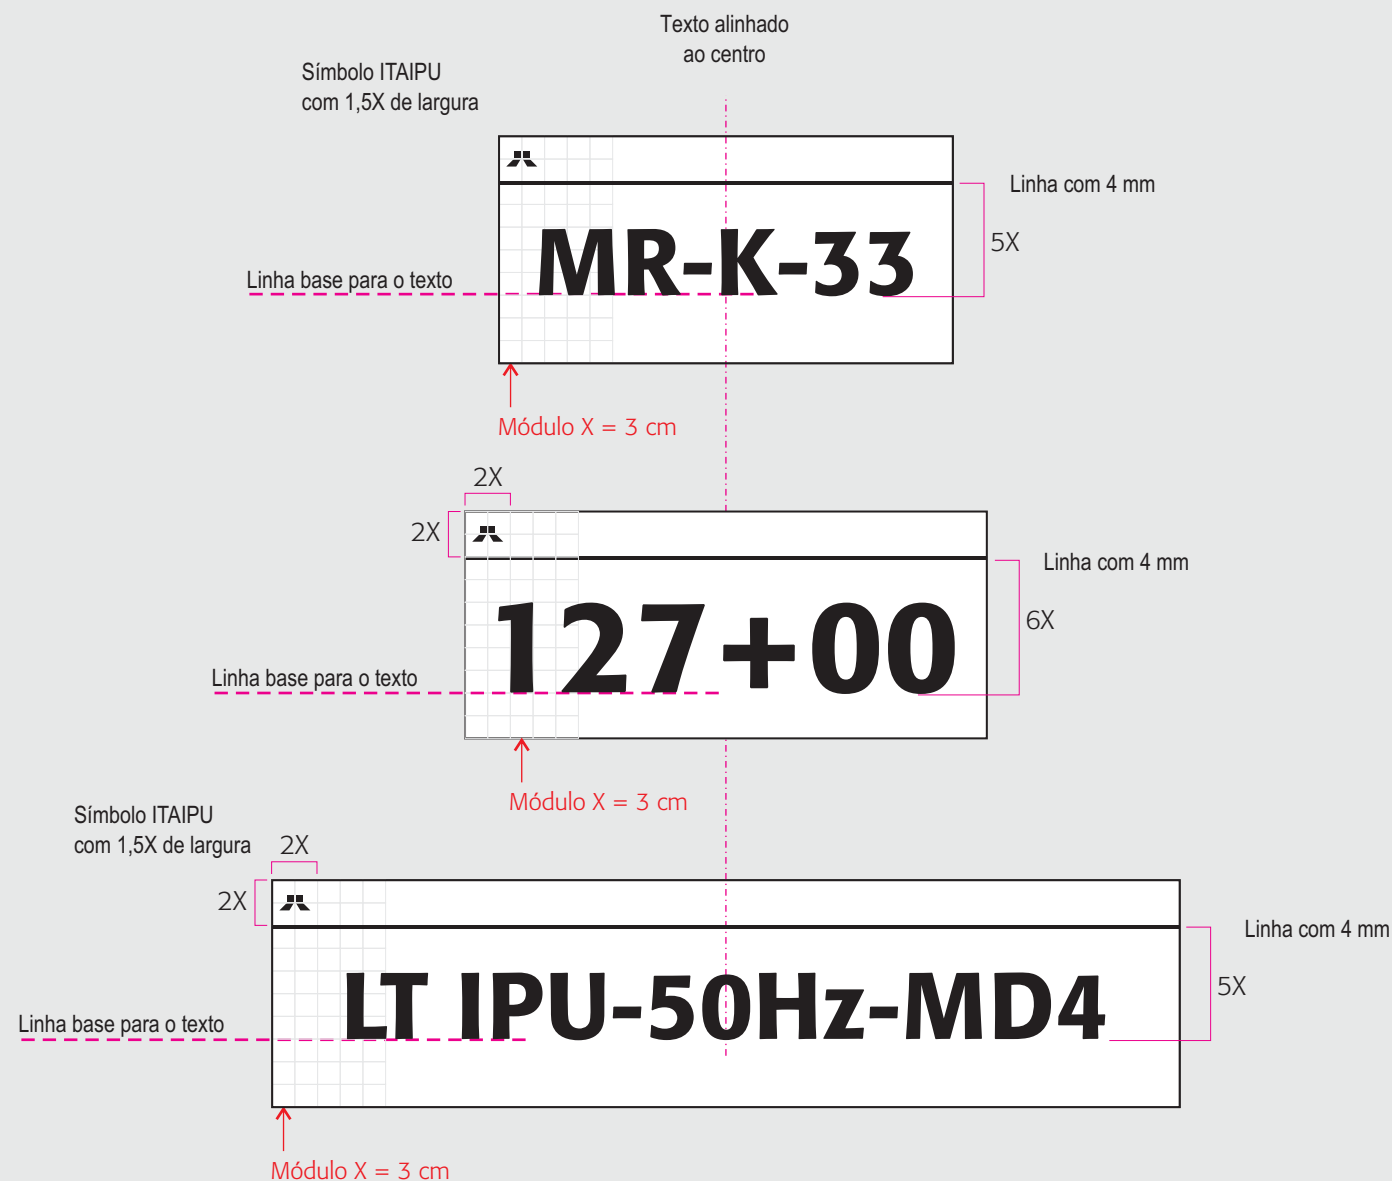 Texto alinhado
ao centro
Símbolo ITAIPU
com 1,5X de largura
Linha com 4 mm
5X
MR-K-33
Linha base para o texto
Módulo X = 3 cm
2X
2X
Linha com 4 mm
6X
127+00
Linha base para o texto
Módulo X = 3 cm
Símbolo ITAIPU
com 1,5X de largura
2X
2X
Linha com 4 mm
5X
LT IPU-50Hz-MD4
Linha base para o texto
Módulo X = 3 cm